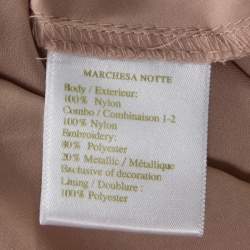 MARCHESA NOTTE
Body / Exterieur:
100% Nylon
Combo / Combinaison 1-2
100% Nylon
Embroidery:
80% Polyester
20% Metallic / Métallique
Exclusive of decoration
Lining / Doublure :
100% Polyester